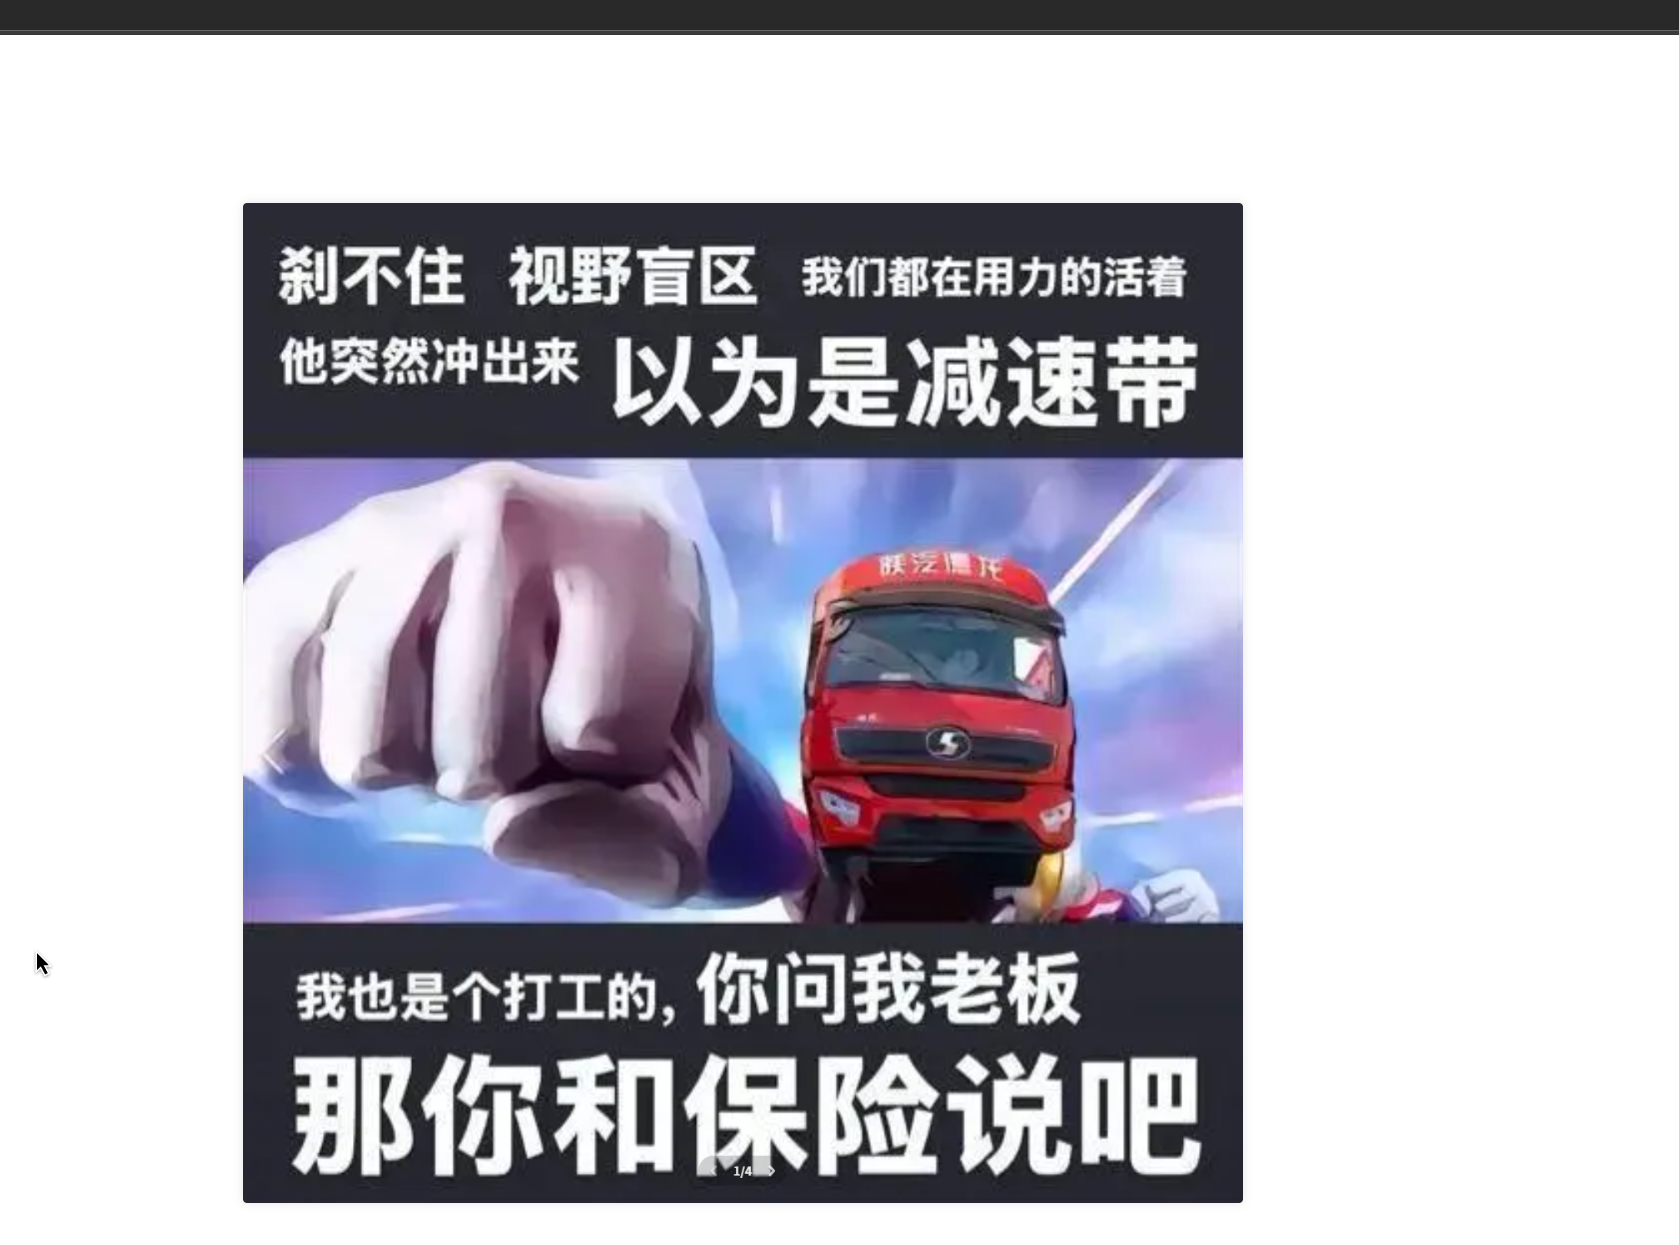 刹不住 视野盲区 我们都在用力的活着
他突然冲出来 以为是减速带
陕汽德龙
我也是个打工的, 你问我老板
那你和保险说吧
1/4